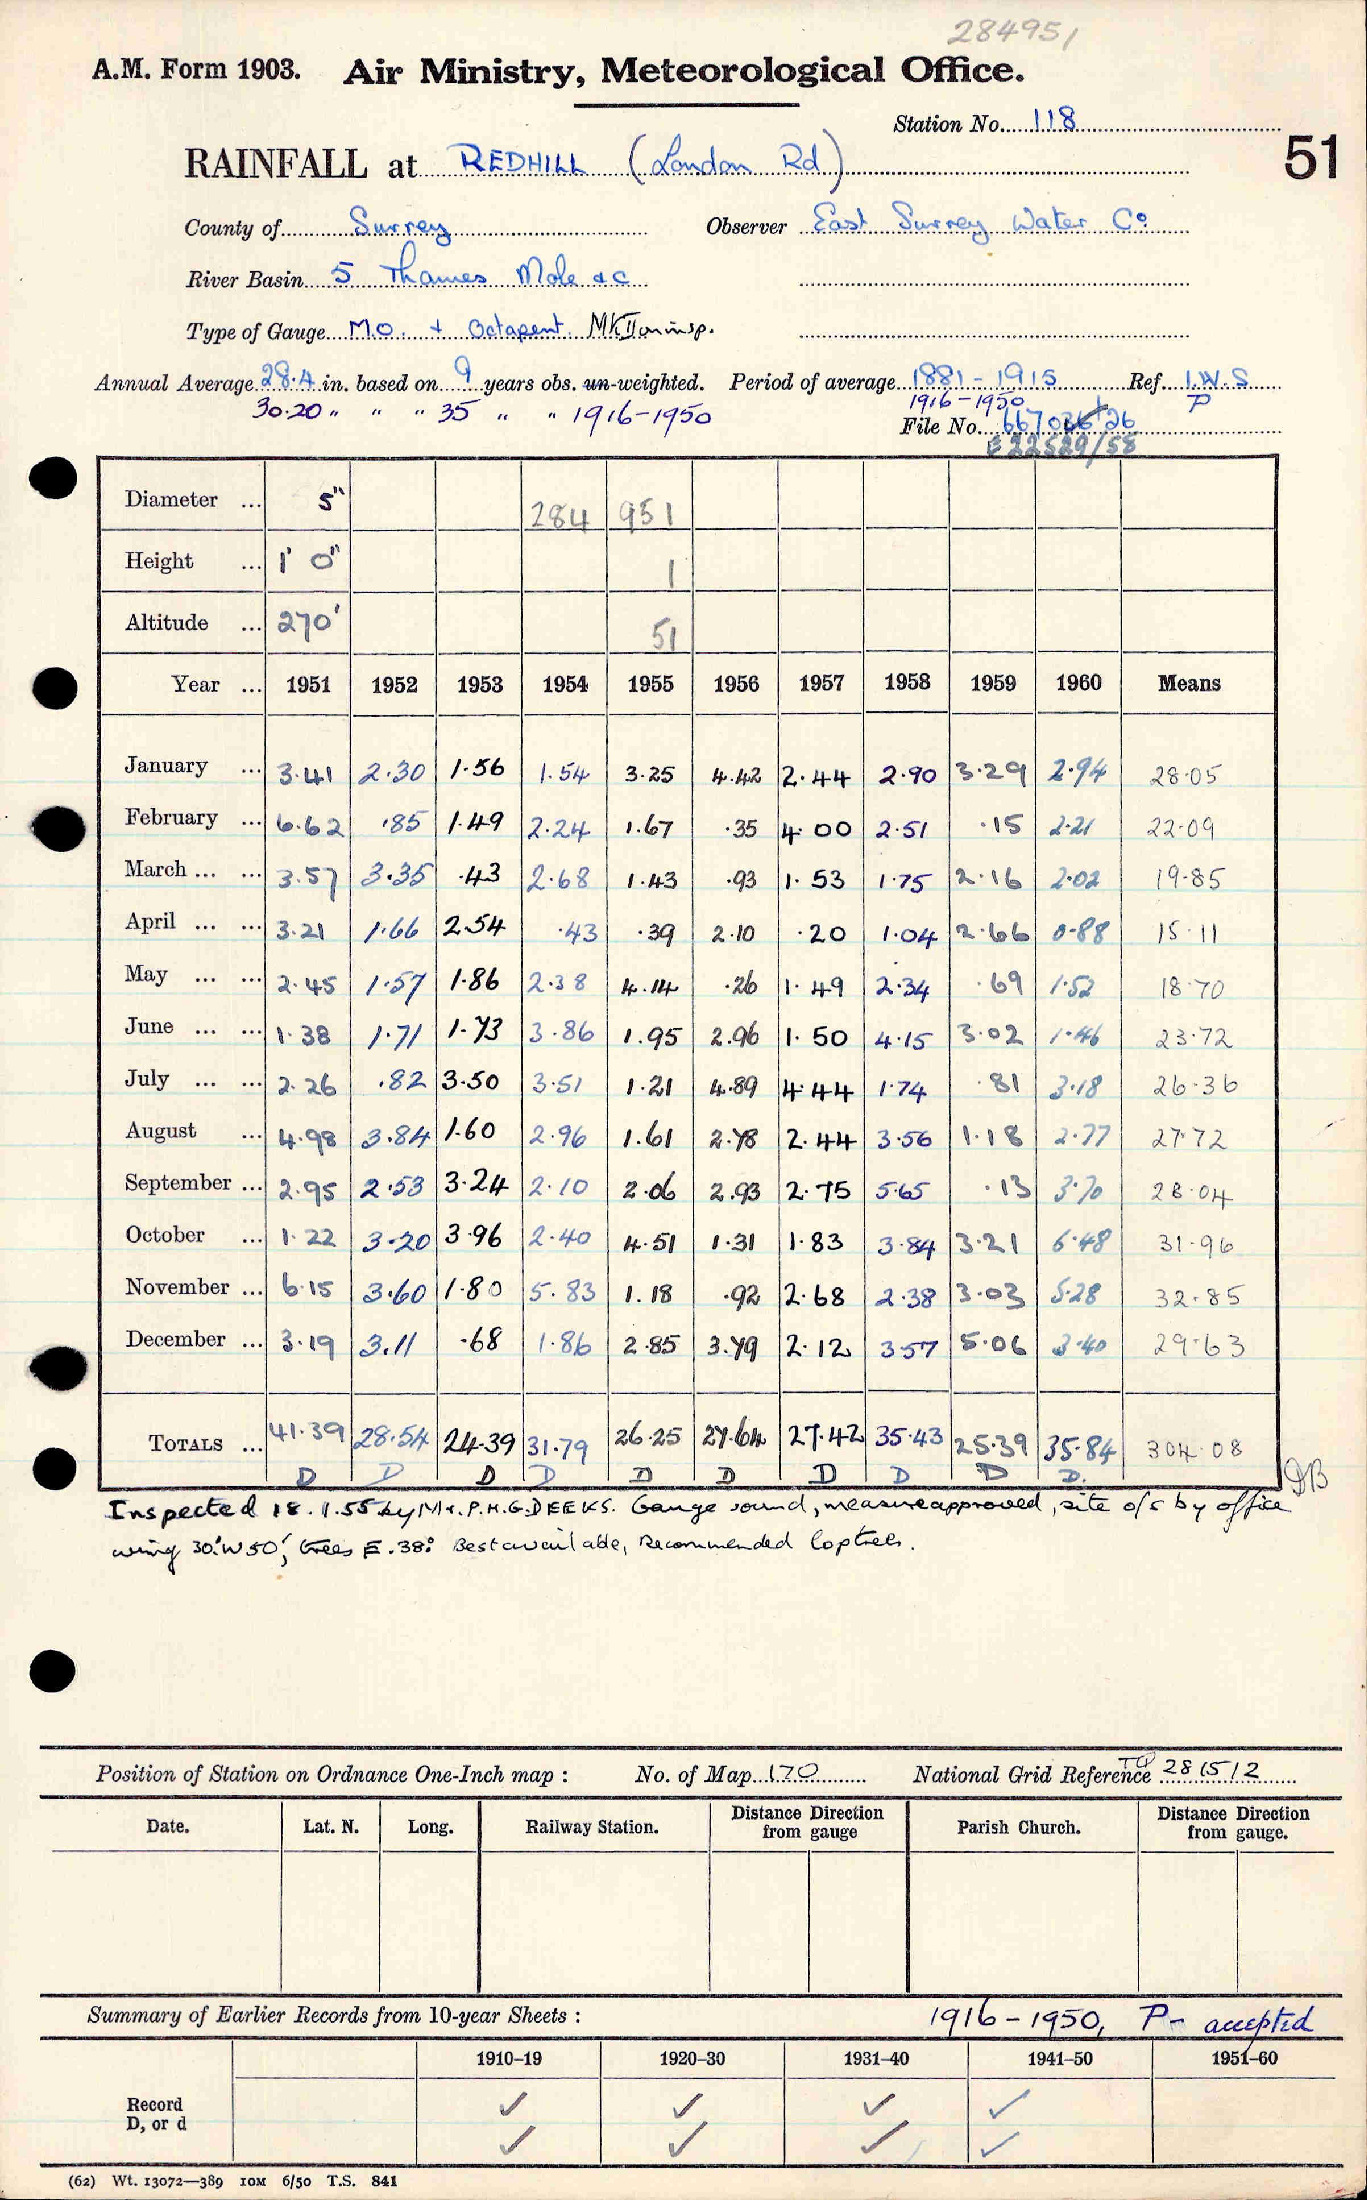 284951
A.M. Form 1903. Air Ministry, Meteorological Office.
Station No. 118
51
RAINFALL at REDHILL (London Rd)
County of Surrey Observer East Surrey Water Co
River Basin 5 Thames Mole &c
Type of Gauge M.O. + Octapent. MKII on insp.
Annual Average 28.4 in. based on 9 years obs. un-weighted. Period of average 1881-1915 Ref. I.W.S
30.20 " " " 35 " " 1916-1950 1916-1950 P
File No. 667036/26
E22529/58
Diameter ... 5" 284 951
Height ... 1' 0" 1
Altitude ... 270' 51
Year ... 1951 1952 1953 1954 1955 1956 1957 1958 1959 1960 Means
January ... 3.41 2.30 1.56 1.54 3.25 4.42 2.44 2.90 3.29 2.94 28.05
February ... 6.62 .85 1.49 2.24 1.67 .35 4.00 2.51 .15 2.21 22.09
March ... ... 3.57 3.35 .43 2.68 1.43 .93 1.53 1.75 2.16 2.02 19.85
April ... ... 3.21 1.66 2.54 .43 .39 2.10 .20 1.04 2.66 0.88 15.11
May ... ... 2.45 1.57 1.86 2.38 4.14 .26 1.49 2.34 .69 1.52 18.70
June ... ... 1.38 1.71 1.73 3.86 1.95 2.96 1.50 4.15 3.02 1.46 23.72
July ... ... 2.26 .82 3.50 3.51 1.21 4.89 4.44 1.74 .81 3.18 26.36
August ... 4.98 3.84 1.60 2.96 1.61 2.78 2.44 3.56 1.18 2.77 27.72
September ... 2.95 2.53 3.24 2.10 2.06 2.93 2.75 5.65 .13 3.70 28.04
October ... 1.22 3.20 3.96 2.40 4.51 1.31 1.83 3.84 3.21 6.48 31.96
November ... 6.15 3.60 1.80 5.83 1.18 .92 2.68 2.38 3.03 5.28 32.85
December ... 3.19 3.11 .68 1.86 2.85 3.79 2.12 3.57 5.06 3.40 29.63
TOTALS ... 41.39 28.54 24.39 31.79 26.25 27.64 27.42 35.43 25.39 35.84 304.08
D D D D D D D D D D. DB
Inspected 18.1.55 by Mr. P.H.G. DEEKS. Gauge sound, measure approved, site o/s by office
wing 30' W 50', trees E. 38°. Best available, Recommended lop trees.
Position of Station on Ordnance One-Inch map : No. of Map 170 National Grid Reference TQ 281512
Date. Lat. N. Long. Railway Station. Distance Direction from gauge Parish Church. Distance Direction from gauge.
Summary of Earlier Records from 10-year Sheets : 1916-1950, P- accepted
1910-19 1920-30 1931-40 1941-50 1951-60
Record ✓ ✓ ✓ ✓
D, or d ✓ ✓ ✓ ✓
(62) Wt. 13072—389 10M 6/50 T.S. 841